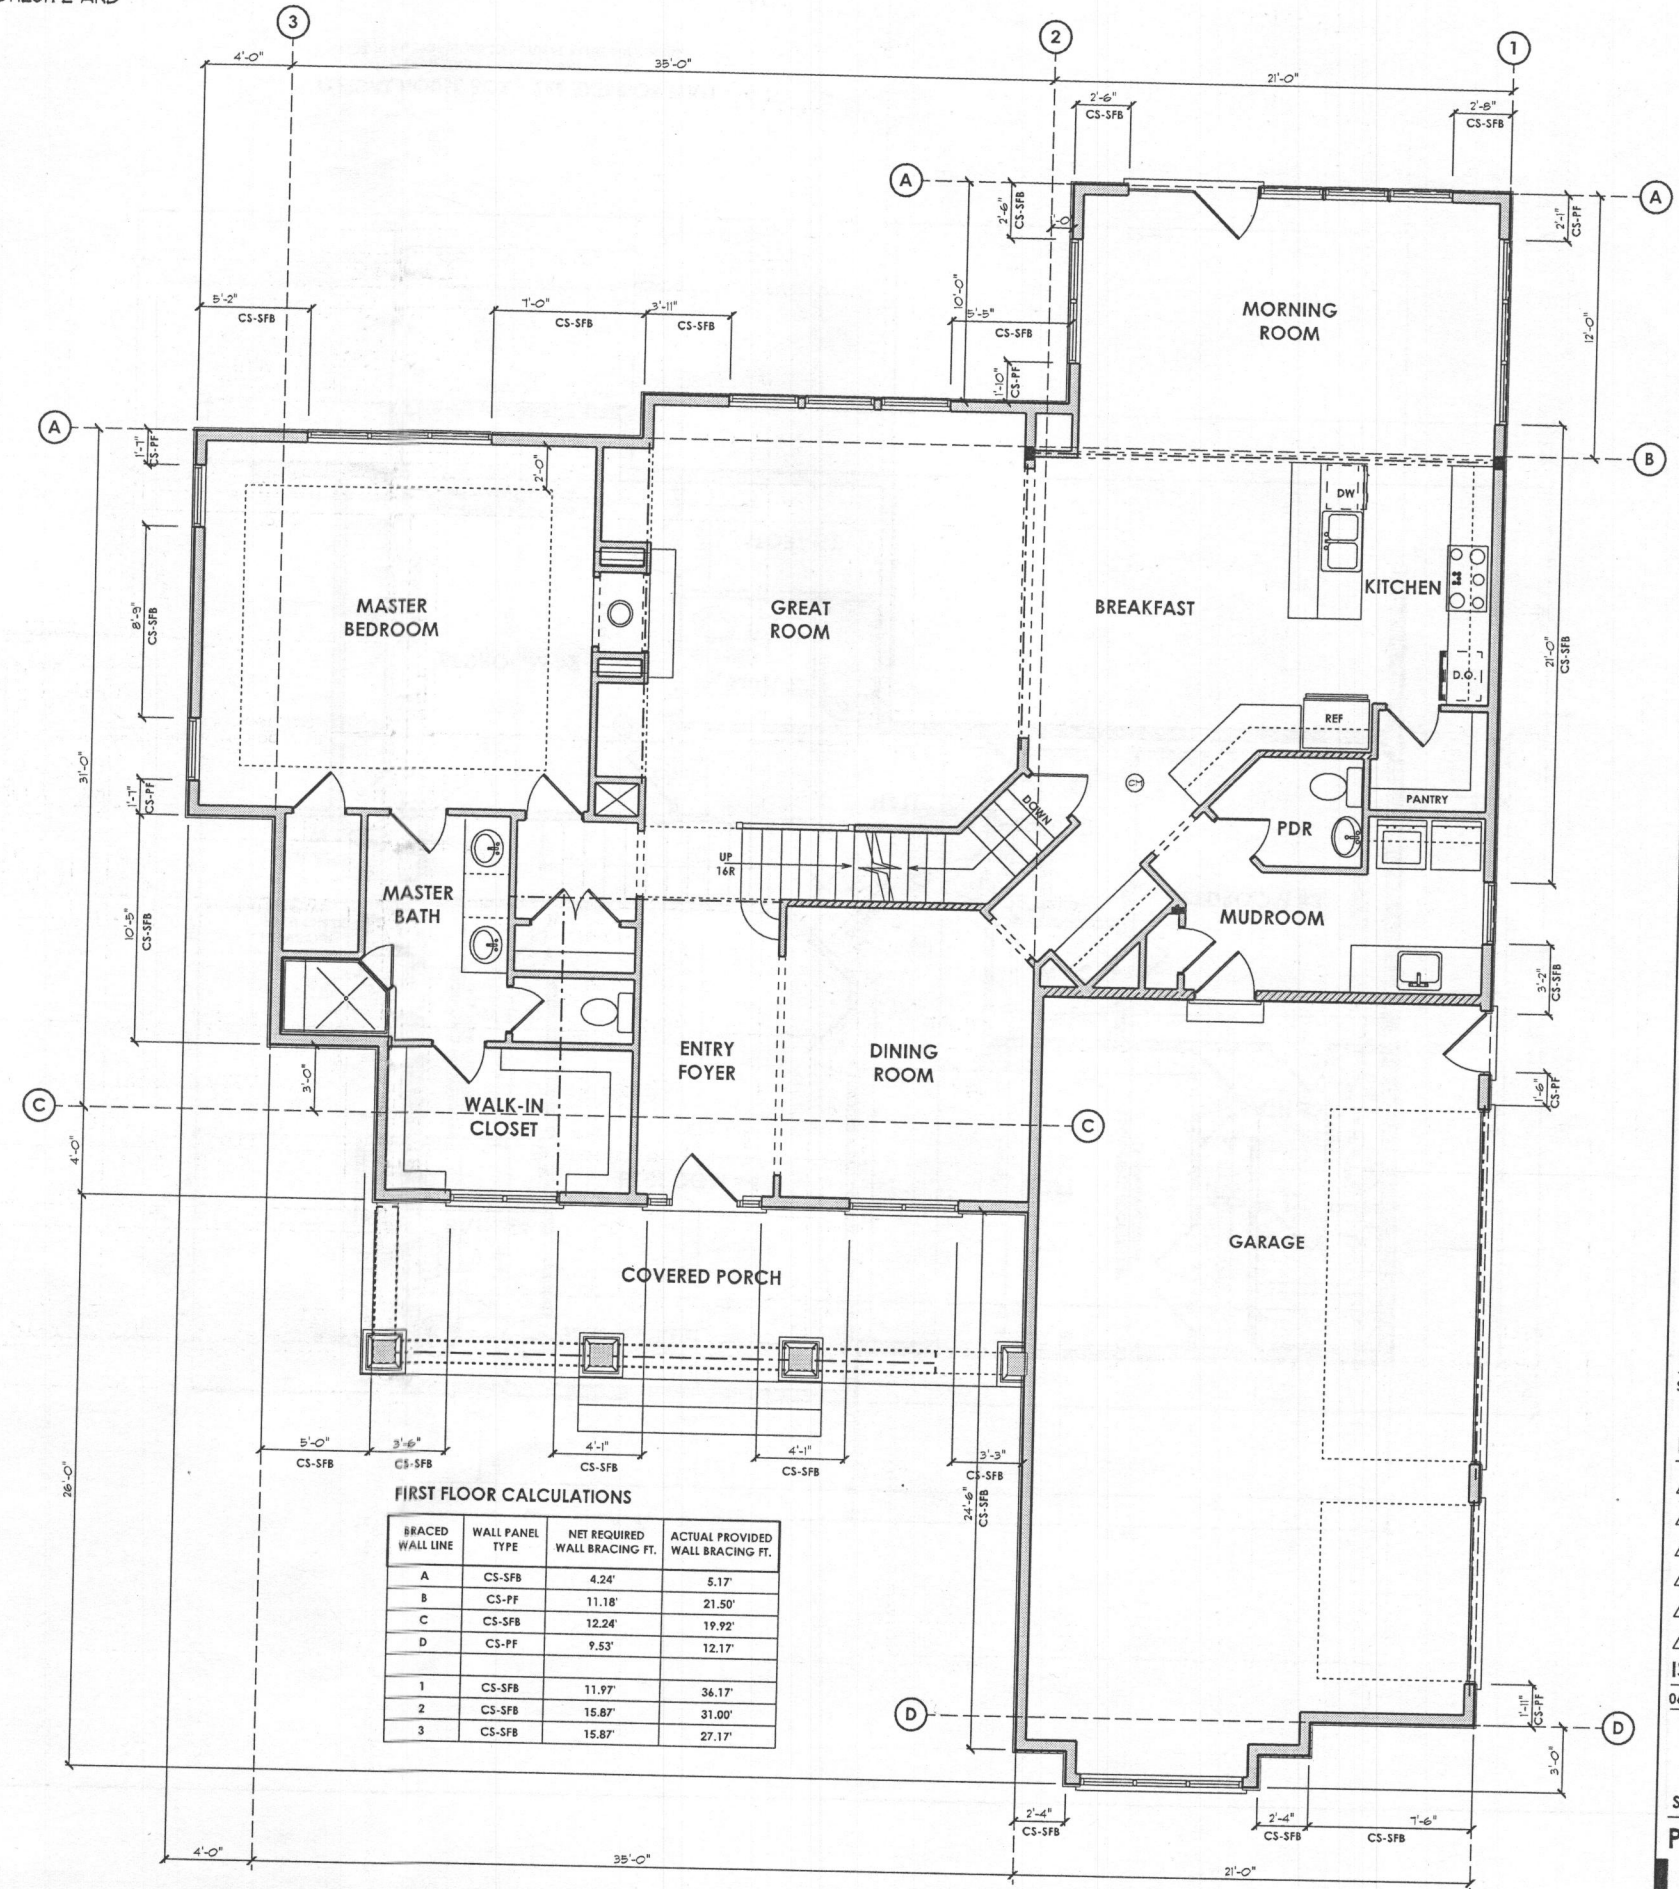 3
2
1
4'-0"
35'-0"
21'-0"
2'-6"
CS-SFB
2'-8"
CS-SFB
A
A
2'-6"
CS-SFB
1'-0"
2'-1"
CS-PF
10'-0"
12'-0"
5'-2"
CS-SFB
7'-0"
CS-SFB
3'-11"
CS-SFB
5'-5"
CS-SFB
1'-10"
CS-PF
MORNING
ROOM
A
1'-7"
CS-PF
2'-0"
B
DW
8'-9"
CS-SFB
MASTER
BEDROOM
GREAT
ROOM
BREAKFAST
KITCHEN
21'-0"
CS-SFB
D.O.
REF
31'-0"
1'-7"
CS-PF
DOWN
PANTRY
PDR
UP
16R
MASTER
BATH
10'-5"
CS-SFB
MUDROOM
3'-2"
CS-SFB
ENTRY
FOYER
DINING
ROOM
3'-0"
1'-6"
CS-PF
C
WALK-IN
CLOSET
C
4'-0"
GARAGE
COVERED PORCH
5'-0"
CS-SFB
3'-6"
CS-SFB
4'-1"
CS-SFB
4'-1"
CS-SFB
3'-3"
CS-SFB
24'-6"
CS-SFB
26'-0"
FIRST FLOOR CALCULATIONS
BRACED WALL LINE
WALL PANEL TYPE
NET REQUIRED WALL BRACING FT.
ACTUAL PROVIDED WALL BRACING FT.
A CS-SFB 4.24' 5.17'
B CS-PF 11.18' 21.50'
C CS-SFB 12.24' 19.92'
D CS-PF 9.53' 12.17'
1 CS-SFB 11.97' 36.17'
2 CS-SFB 15.87' 31.00'
3 CS-SFB 15.87' 27.17'
D
D
1'-11"
CS-PF
3'-0"
2'-4"
CS-SFB
2'-4"
CS-SFB
7'-6"
CS-SFB
4'-0"
35'-0"
21'-0"